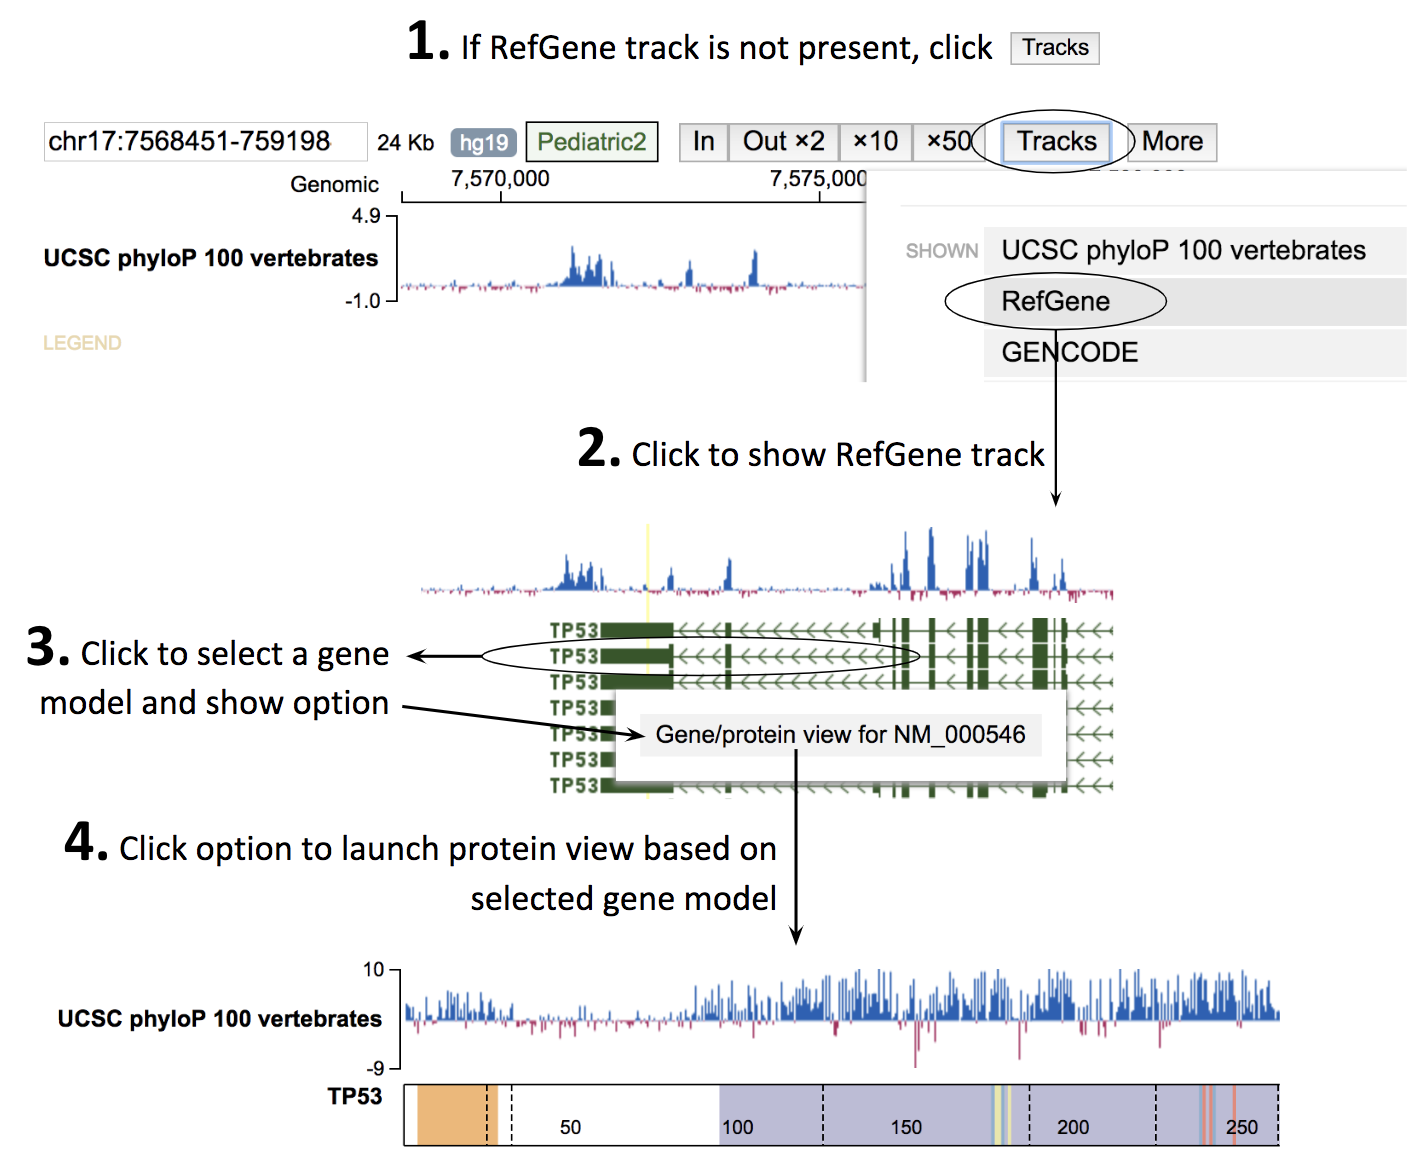 1. If RefGene track is not present, click Tracks
chr17:7568451-759198 24 Kb hg19 Pediatric2 In Out ×2 ×10 ×50 Tracks More
Genomic 7,570,000 7,575,000
4.9
UCSC phyloP 100 vertebrates
-1.0
LEGEND
SHOWN UCSC phyloP 100 vertebrates
RefGene
GENCODE
2. Click to show RefGene track
TP53
TP53
TP53
TP53
TP53
TP53
TP53
3. Click to select a gene
model and show option
Gene/protein view for NM_000546
4. Click option to launch protein view based on
selected gene model
10
UCSC phyloP 100 vertebrates
-9
TP53
50 100 150 200 250